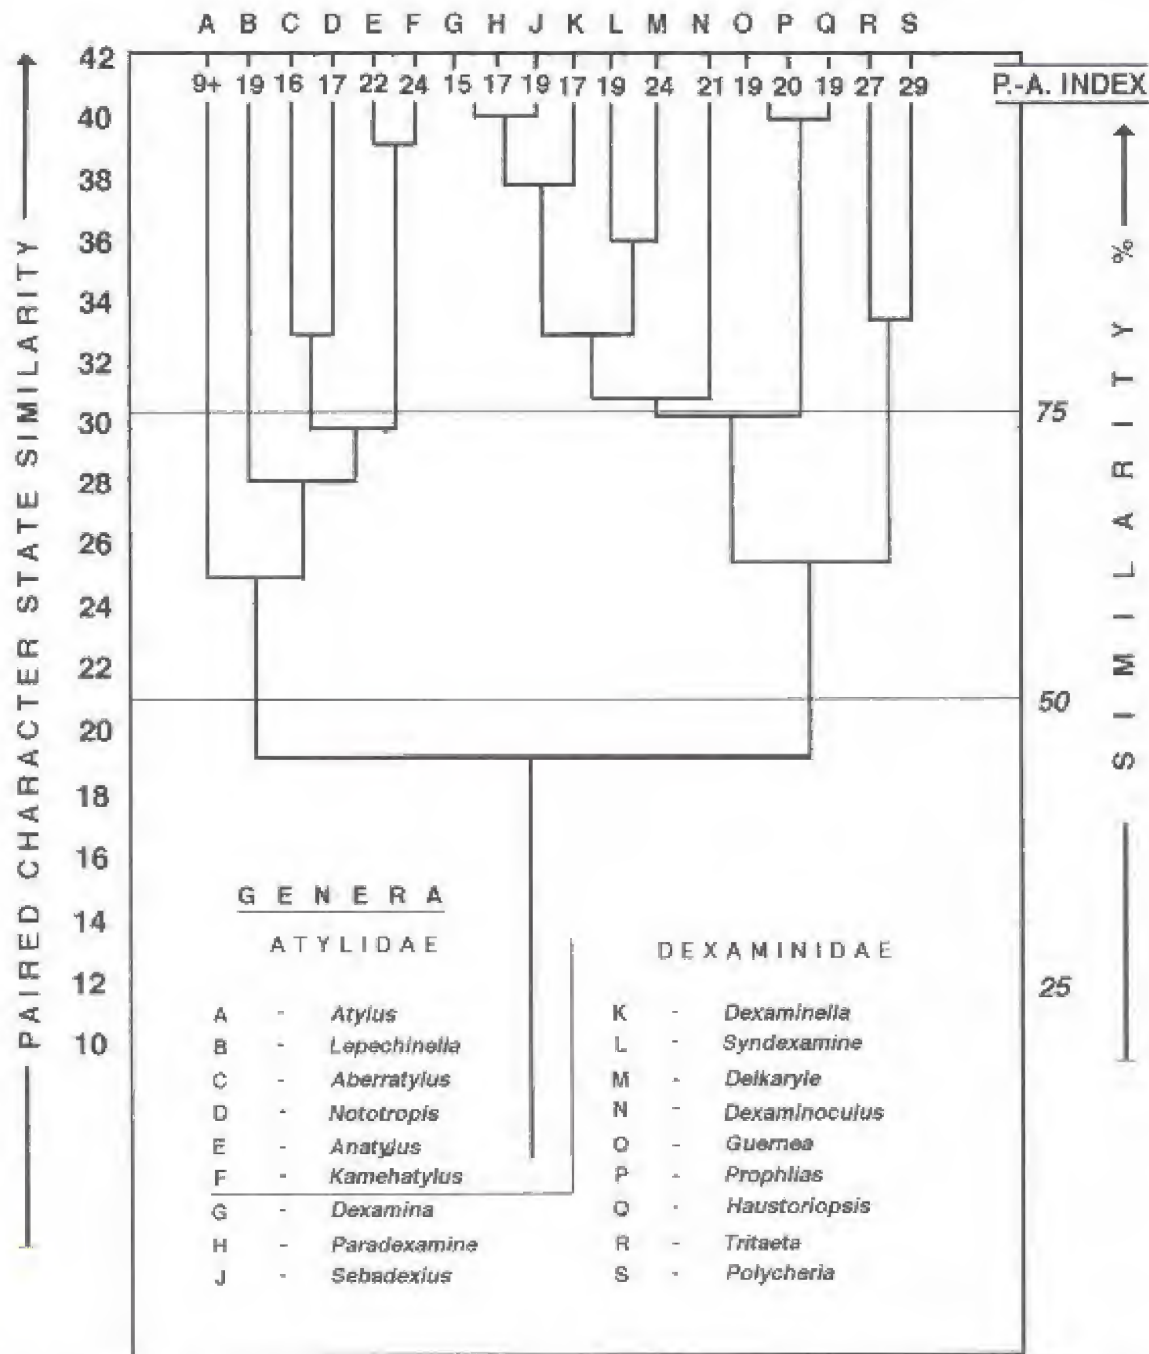 A B C D E F G H J K L M N O P Q R S
9+ 19 16 17 22 24 15 17 19 17 19 24 21 19 20 19 27 29
P.-A. INDEX
42
40
38
36
34
32
30
28
26
24
22
20
18
16
14
12
10
PAIRED CHARACTER STATE SIMILARITY
75
50
25
SIMILARITY %
GENERA
ATYLIDAE
A - Atylus
B - Lepechinella
C - Aberratylus
D - Nototropis
E - Anatylus
F - Kamehatylus
G - Dexamina
H - Paradexamine
J - Sebadexius
DEXAMINIDAE
K - Dexaminella
L - Syndexamine
M - Delkaryle
N - Dexaminoculus
O - Guernea
P - Prophlias
Q - Haustoriopsis
R - Tritaeta
S - Polycheria